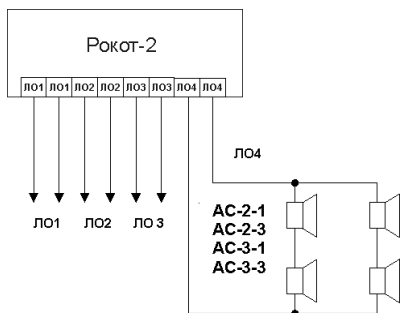 Рокот-2
ЛО1 ЛО1 ЛО2 ЛО2 ЛО3 ЛО3 ЛО4 ЛО4
ЛО4
ЛО1 ЛО2 ЛО 3
АС-2-1
АС-2-3
АС-3-1
АС-3-3